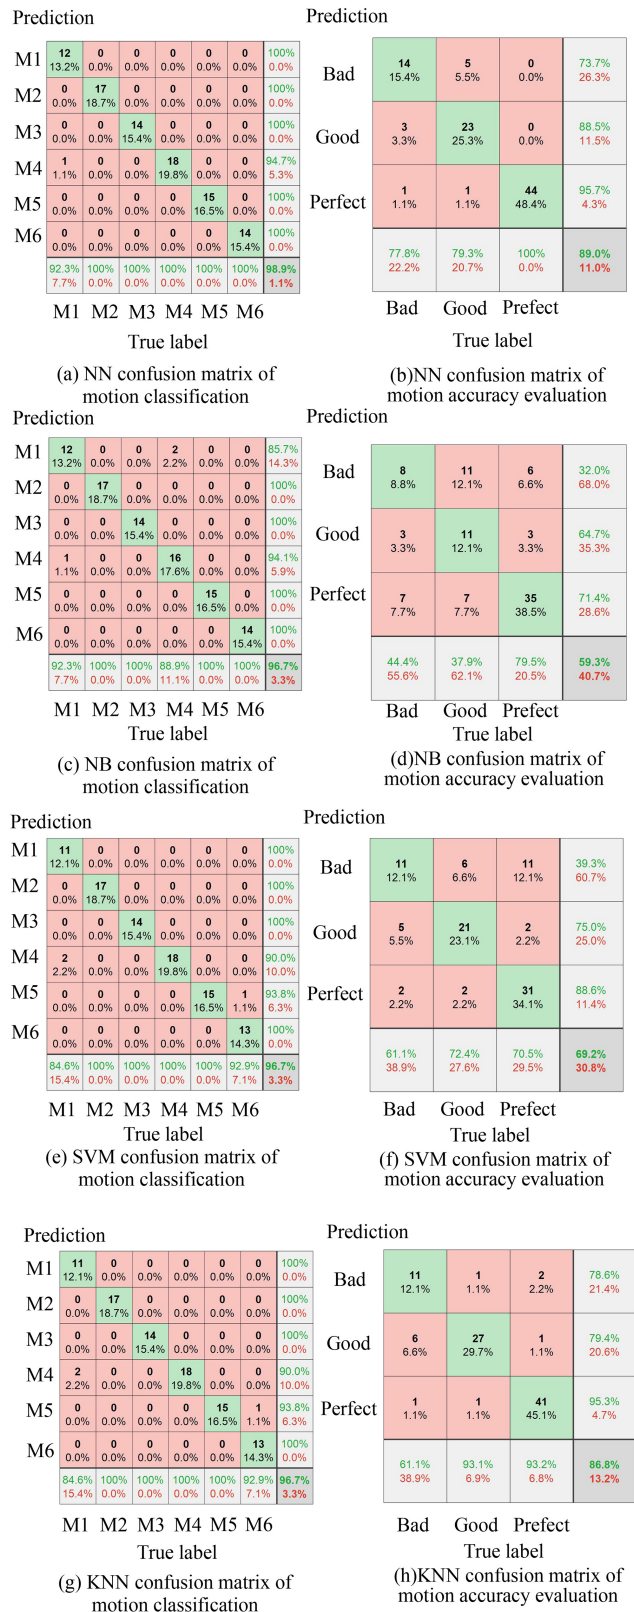 Prediction
M1 12 0 0 0 0 0 100%
13.2% 0.0% 0.0% 0.0% 0.0% 0.0% 0.0%
M2 0 17 0 0 0 0 100%
0.0% 18.7% 0.0% 0.0% 0.0% 0.0% 0.0%
M3 0 0 14 0 0 0 100%
0.0% 0.0% 15.4% 0.0% 0.0% 0.0% 0.0%
M4 1 0 0 18 0 0 94.7%
1.1% 0.0% 0.0% 19.8% 0.0% 0.0% 5.3%
M5 0 0 0 0 15 0 100%
0.0% 0.0% 0.0% 0.0% 16.5% 0.0% 0.0%
M6 0 0 0 0 0 14 100%
0.0% 0.0% 0.0% 0.0% 0.0% 15.4% 0.0%
92.3% 100% 100% 100% 100% 100% 98.9%
7.7% 0.0% 0.0% 0.0% 0.0% 0.0% 1.1%
M1 M2 M3 M4 M5 M6
True label
(a) NN confusion matrix of
motion classification
Prediction
Bad 14 5 0 73.7%
15.4% 5.5% 0.0% 26.3%
Good 3 23 0 88.5%
3.3% 25.3% 0.0% 11.5%
Perfect 1 1 44 95.7%
1.1% 1.1% 48.4% 4.3%
77.8% 79.3% 100% 89.0%
22.2% 20.7% 0.0% 11.0%
Bad Good Prefect
True label
(b)NN confusion matrix of
motion accuracy evaluation
Prediction
M1 12 0 0 2 0 0 85.7%
13.2% 0.0% 0.0% 2.2% 0.0% 0.0% 14.3%
M2 0 17 0 0 0 0 100%
0.0% 18.7% 0.0% 0.0% 0.0% 0.0% 0.0%
M3 0 0 14 0 0 0 100%
0.0% 0.0% 15.4% 0.0% 0.0% 0.0% 0.0%
M4 1 0 0 16 0 0 94.1%
1.1% 0.0% 0.0% 17.6% 0.0% 0.0% 5.9%
M5 0 0 0 0 15 0 100%
0.0% 0.0% 0.0% 0.0% 16.5% 0.0% 0.0%
M6 0 0 0 0 0 14 100%
0.0% 0.0% 0.0% 0.0% 0.0% 15.4% 0.0%
92.3% 100% 100% 88.9% 100% 100% 96.7%
7.7% 0.0% 0.0% 11.1% 0.0% 0.0% 3.3%
M1 M2 M3 M4 M5 M6
True label
(c) NB confusion matrix of
motion classification
Prediction
Bad 8 11 6 32.0%
8.8% 12.1% 6.6% 68.0%
Good 3 11 3 64.7%
3.3% 12.1% 3.3% 35.3%
Perfect 7 7 35 71.4%
7.7% 7.7% 38.5% 28.6%
44.4% 37.9% 79.5% 59.3%
55.6% 62.1% 20.5% 40.7%
Bad Good Prefect
True label
(d)NB confusion matrix of
motion accuracy evaluation
Prediction
M1 11 0 0 0 0 0 100%
12.1% 0.0% 0.0% 0.0% 0.0% 0.0% 0.0%
M2 0 17 0 0 0 0 100%
0.0% 18.7% 0.0% 0.0% 0.0% 0.0% 0.0%
M3 0 0 14 0 0 0 100%
0.0% 0.0% 15.4% 0.0% 0.0% 0.0% 0.0%
M4 2 0 0 18 0 0 90.0%
2.2% 0.0% 0.0% 19.8% 0.0% 0.0% 10.0%
M5 0 0 0 0 15 1 93.8%
0.0% 0.0% 0.0% 0.0% 16.5% 1.1% 6.3%
M6 0 0 0 0 0 13 100%
0.0% 0.0% 0.0% 0.0% 0.0% 14.3% 0.0%
84.6% 100% 100% 100% 100% 92.9% 96.7%
15.4% 0.0% 0.0% 0.0% 0.0% 7.1% 3.3%
M1 M2 M3 M4 M5 M6
True label
(e) SVM confusion matrix of
motion classification
Prediction
Bad 11 6 11 39.3%
12.1% 6.6% 12.1% 60.7%
Good 5 21 2 75.0%
5.5% 23.1% 2.2% 25.0%
Perfect 2 2 31 88.6%
2.2% 2.2% 34.1% 11.4%
61.1% 72.4% 70.5% 69.2%
38.9% 27.6% 29.5% 30.8%
Bad Good Prefect
True label
(f) SVM confusion matrix of
motion accuracy evaluation
Prediction
M1 11 0 0 0 0 0 100%
12.1% 0.0% 0.0% 0.0% 0.0% 0.0% 0.0%
M2 0 17 0 0 0 0 100%
0.0% 18.7% 0.0% 0.0% 0.0% 0.0% 0.0%
M3 0 0 14 0 0 0 100%
0.0% 0.0% 15.4% 0.0% 0.0% 0.0% 0.0%
M4 2 0 0 18 0 0 90.0%
2.2% 0.0% 0.0% 19.8% 0.0% 0.0% 10.0%
M5 0 0 0 0 15 1 93.8%
0.0% 0.0% 0.0% 0.0% 16.5% 1.1% 6.3%
M6 0 0 0 0 0 13 100%
0.0% 0.0% 0.0% 0.0% 0.0% 14.3% 0.0%
84.6% 100% 100% 100% 100% 92.9% 96.7%
15.4% 0.0% 0.0% 0.0% 0.0% 7.1% 3.3%
M1 M2 M3 M4 M5 M6
True label
(g) KNN confusion matrix of
motion classification
Prediction
Bad 11 1 2 78.6%
12.1% 1.1% 2.2% 21.4%
Good 6 27 1 79.4%
6.6% 29.7% 1.1% 20.6%
Perfect 1 1 41 95.3%
1.1% 1.1% 45.1% 4.7%
61.1% 93.1% 93.2% 86.8%
38.9% 6.9% 6.8% 13.2%
Bad Good Prefect
True label
(h)KNN confusion matrix of
motion accuracy evaluation